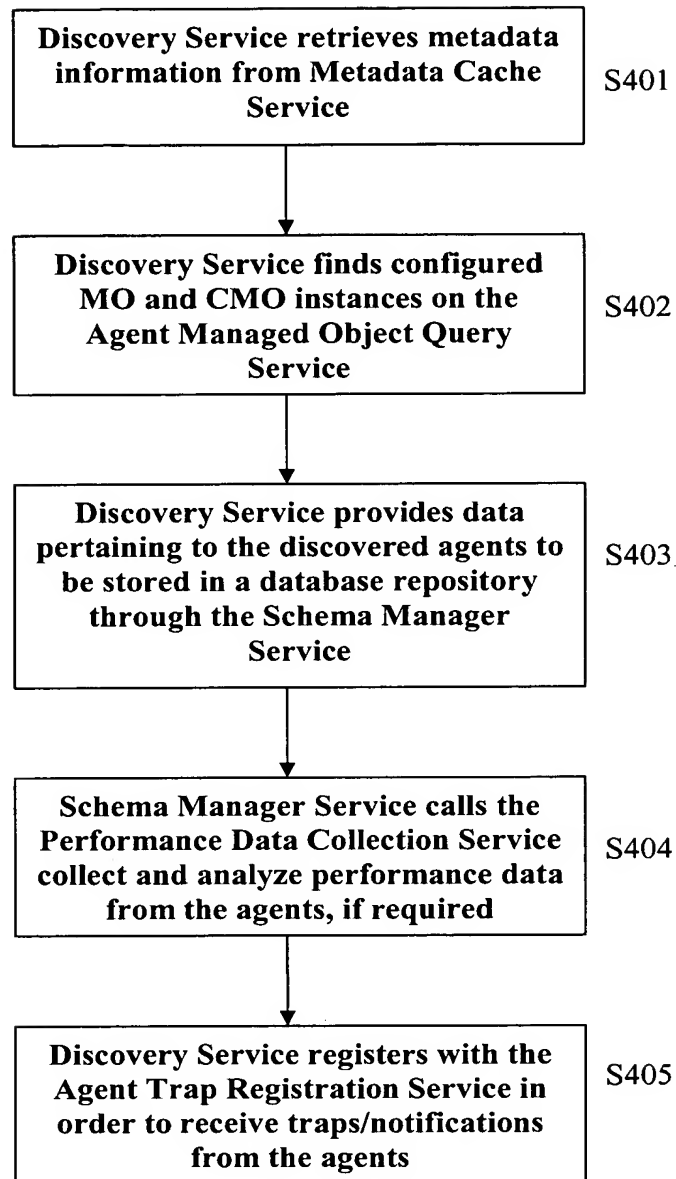 Discovery Service retrieves metadata
information from Metadata Cache
Service
S401
Discovery Service finds configured
MO and CMO instances on the
Agent Managed Object Query
Service
S402
Discovery Service provides data
pertaining to the discovered agents to
be stored in a database repository
through the Schema Manager
Service
S403
Schema Manager Service calls the
Performance Data Collection Service
collect and analyze performance data
from the agents, if required
S404
Discovery Service registers with the
Agent Trap Registration Service in
order to receive traps/notifications
from the agents
S405